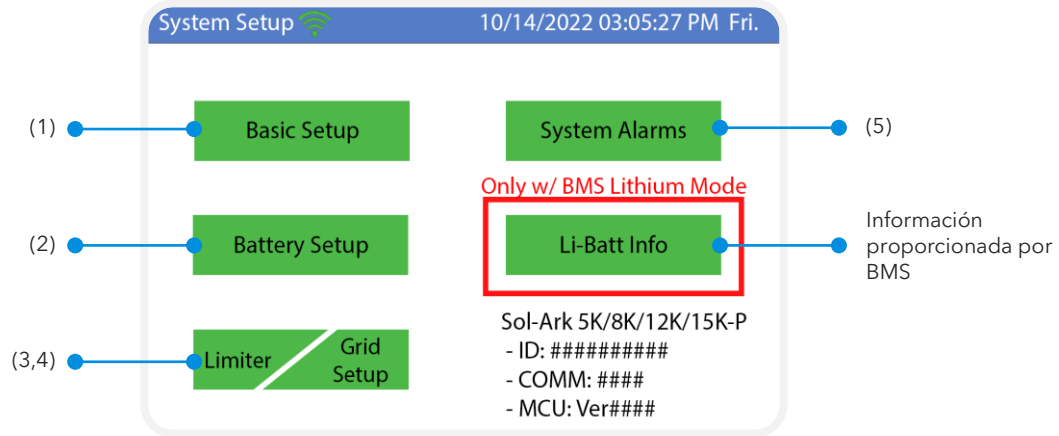 System Setup
10/14/2022 03:05:27 PM Fri.
(1)
Basic Setup
System Alarms
(5)
Only w/ BMS Lithium Mode
(2)
Battery Setup
Li-Batt Info
Información
proporcionada por
BMS
(3,4)
Limiter
Grid
Setup
Sol-Ark 5K/8K/12K/15K-P
- ID: ##########
- COMM: ####
- MCU: Ver####